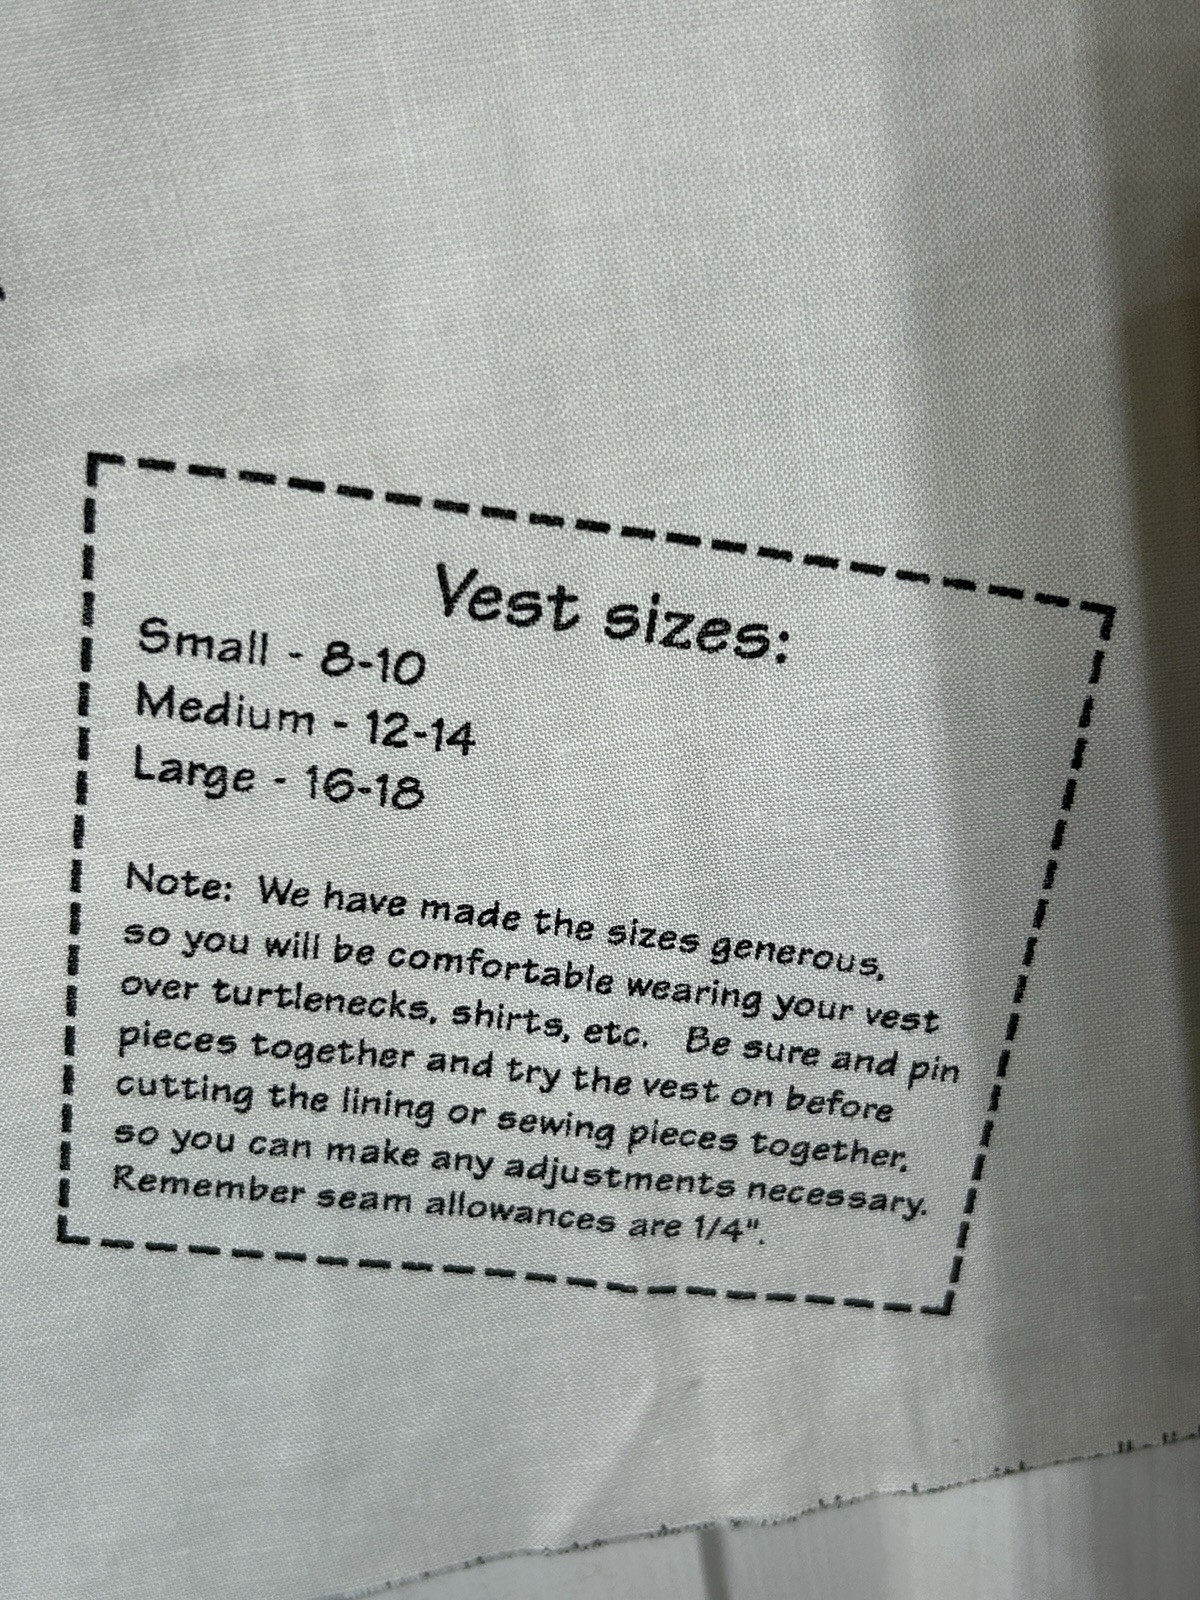 Vest sizes:
Small - 8-10
Medium - 12-14
Large - 16-18
Note: We have made the sizes generous,
so you will be comfortable wearing your vest
over turtlenecks, shirts, etc. Be sure and pin
pieces together and try the vest on before
cutting the lining or sewing pieces together,
so you can make any adjustments necessary.
Remember seam allowances are 1/4".